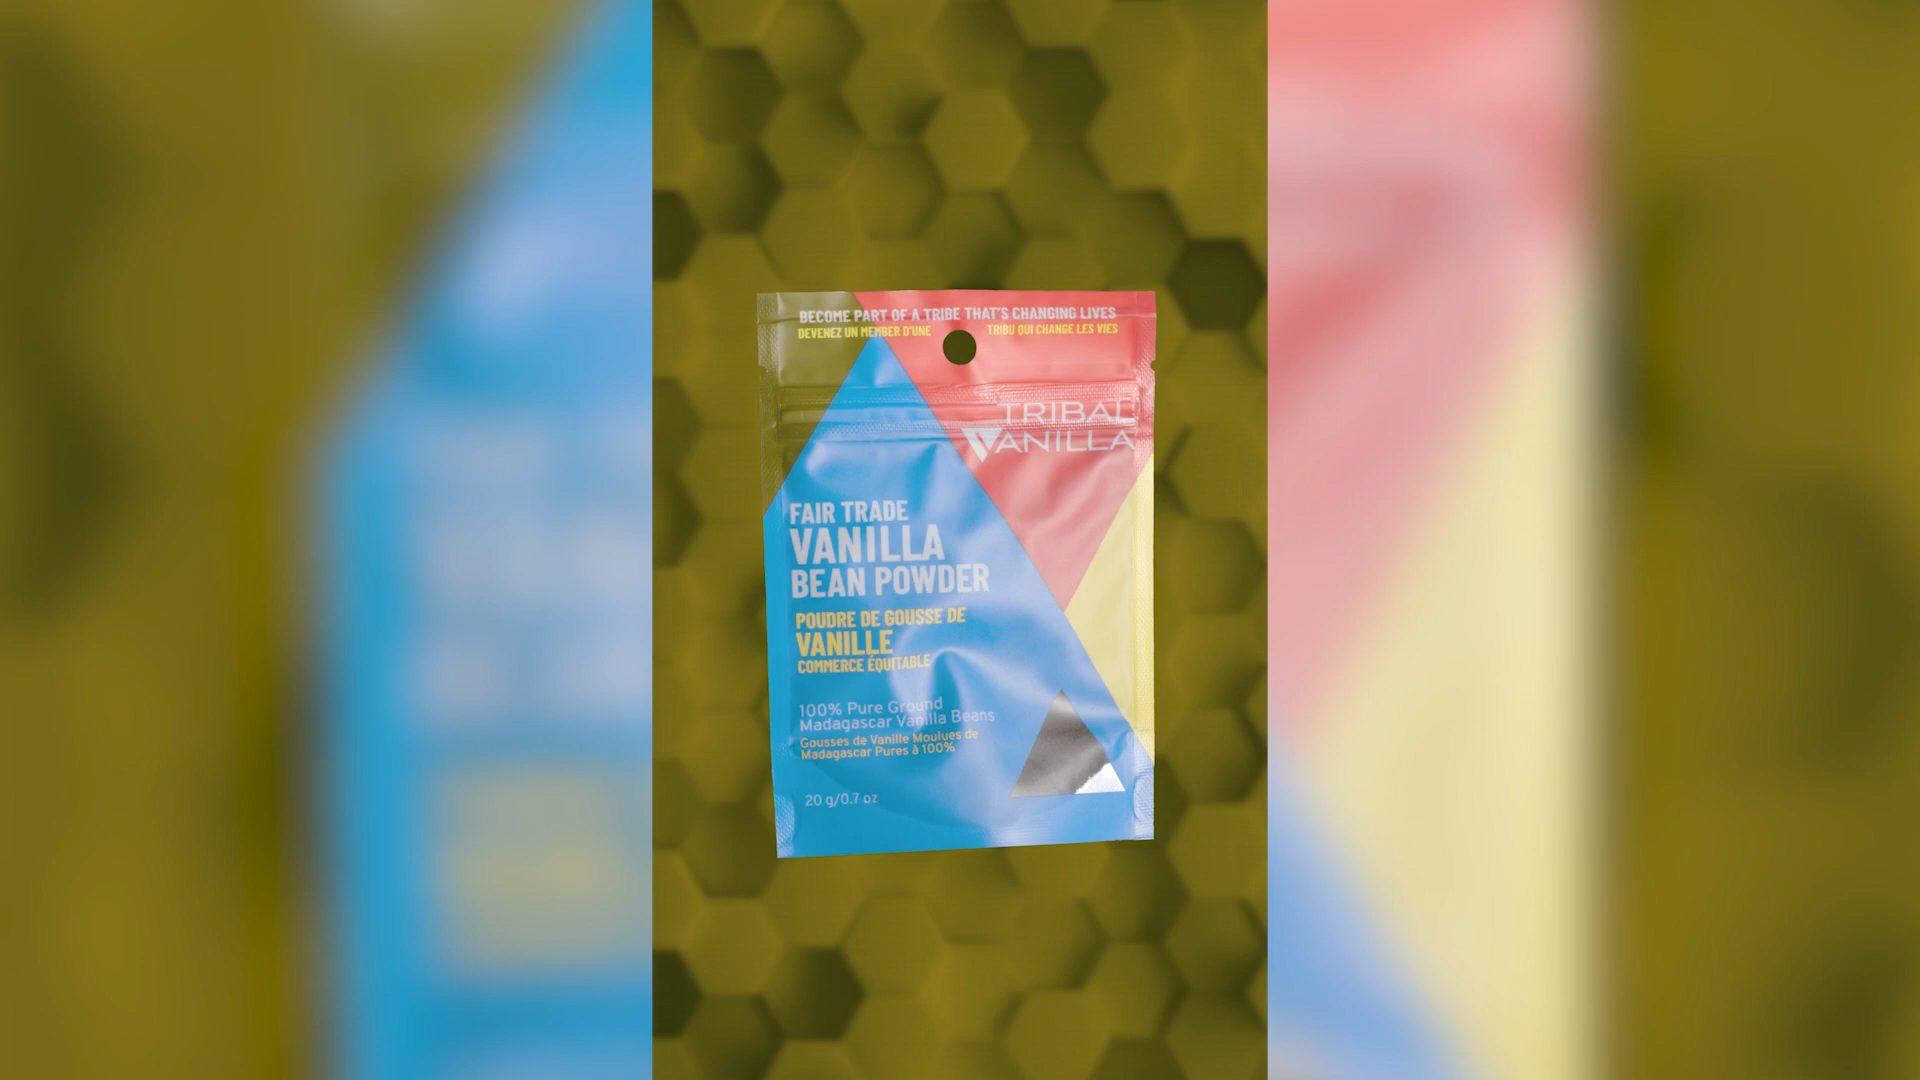 BECOME PART OF A TRIBE THAT'S CHANGING LIVES
DEVENEZ UN MEMBER D'UNE TRIBU QUI CHANGE LES VIES
TRIBAL
VANILLA
FAIR TRADE
VANILLA
BEAN POWDER
POUDRE DE GOUSSE DE
VANILLE
COMMERCE ÉQUITABLE
100% Pure Ground
Madagascar Vanilla Beans
Gousses de Vanille Moulues de
Madagascar Pures à 100%
20 g/0.7 oz